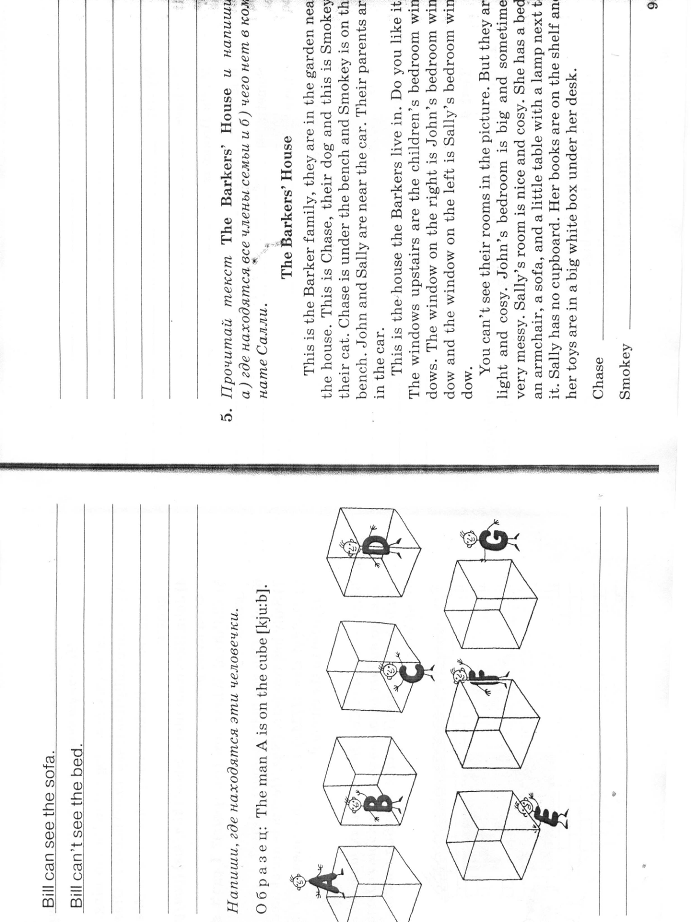 Bill can see the sofa.
Bill can't see the bed.
Напиши, где находятся эти человечки.
Образец: The man A is on the cube [kju:b].
A
B
C
D
E
F
G
5. Прочитай текст The Barkers' House и напиши
а) где находятся все члены семьи и б) чего нет в ком
нате Салли.
The Barkers' House
This is the Barker family, they are in the garden nea
the house. This is Chase, their dog and this is Smokey
their cat. Chase is under the bench and Smokey is on th
bench. John and Sally are near the car. Their parents ar
in the car.
This is the house the Barkers live in. Do you like it
The windows upstairs are the children's bedroom win
dows. The window on the right is John's bedroom win
dow and the window on the left is Sally's bedroom win
dow.
You can't see their rooms in the picture. But they ar
light and cosy. John's bedroom is big and sometime
very messy. Sally's room is nice and cosy. She has a bed
an armchair, a sofa, and a little table with a lamp next t
it. Sally has no cupboard. Her books are on the shelf and
her toys are in a big white box under her desk.
Chase
Smokey
9